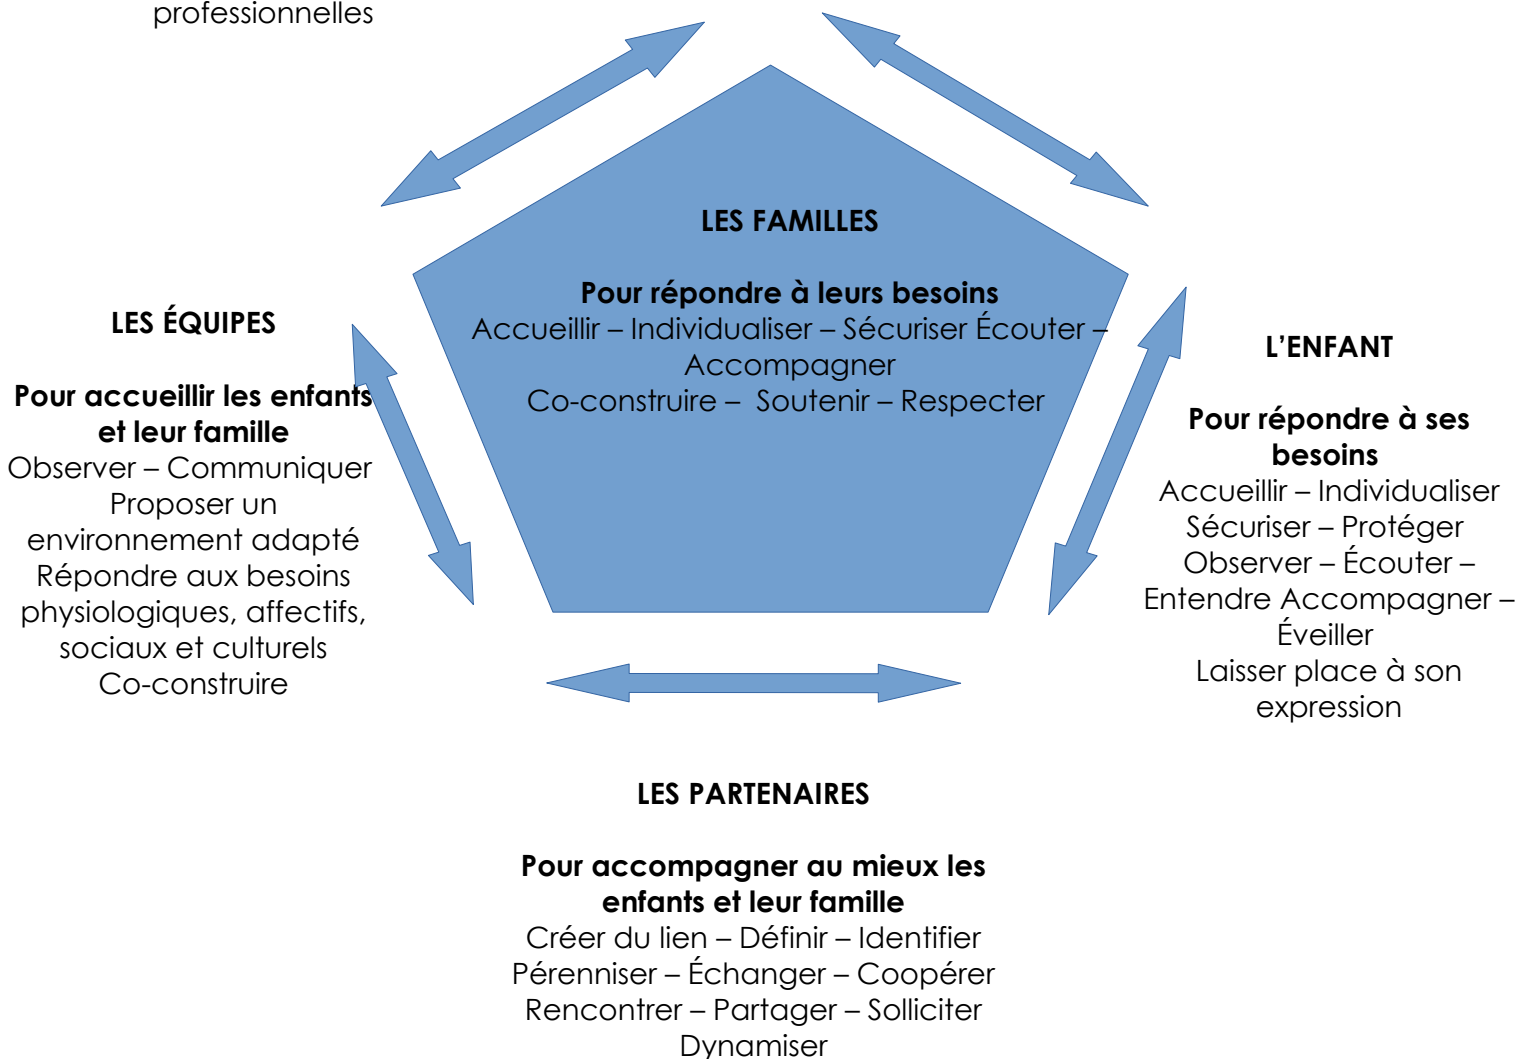 professionnelles
LES FAMILLES
Pour répondre à leurs besoins
Accueillir – Individualiser – Sécuriser Écouter –
Accompagner
Co-construire – Soutenir – Respecter
LES ÉQUIPES
Pour accueillir les enfants
et leur famille
Observer – Communiquer
Proposer un
environnement adapté
Répondre aux besoins
physiologiques, affectifs,
sociaux et culturels
Co-construire
L’ENFANT
Pour répondre à ses
besoins
Accueillir – Individualiser
Sécuriser – Protéger
Observer – Écouter –
Entendre Accompagner –
Éveiller
Laisser place à son
expression
LES PARTENAIRES
Pour accompagner au mieux les
enfants et leur famille
Créer du lien – Définir – Identifier
Pérenniser – Échanger – Coopérer
Rencontrer – Partager – Solliciter
Dynamiser